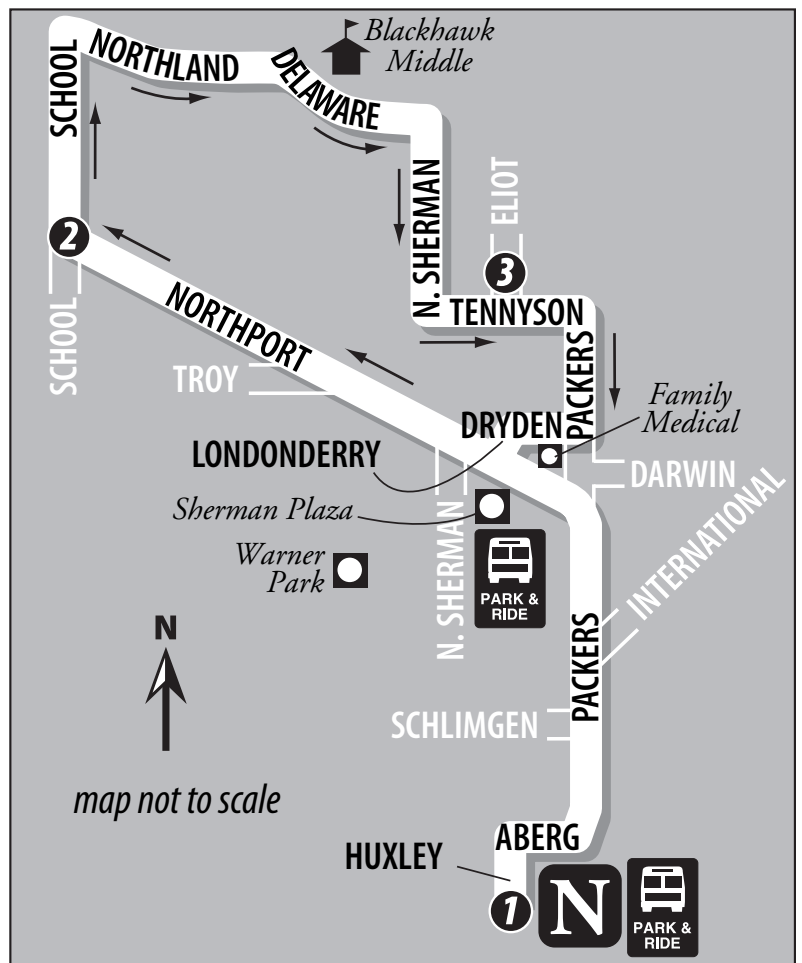 Blackhawk
Middle
NORTHLAND
DELAWARE
SCHOOL
N. SHERMAN
ELIOT
2
3
TENNYSON
NORTHPORT
SCHOOL
TROY
PACKERS
DRYDEN
Family
Medical
LONDONDERRY
DARWIN
Sherman Plaza
INTERNATIONAL
Warner
Park
N. SHERMAN
PARK &
RIDE
N
PACKERS
SCHLIMGEN
map not to scale
ABERG
HUXLEY
1
N
PARK &
RIDE